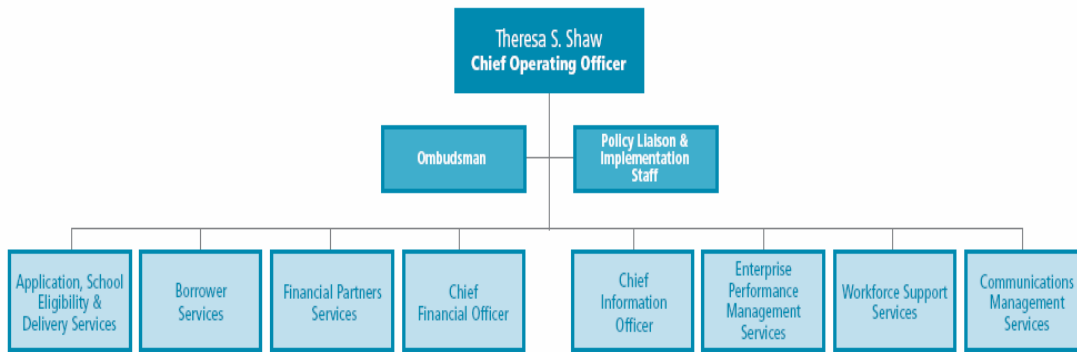 Theresa S. Shaw
Chief Operating Officer
Ombudsman
Policy Liaison &
Implementation
Staff
Application, School
Eligibility &
Delivery Services
Borrower
Services
Financial Partners
Services
Chief
Financial Officer
Chief
Information
Officer
Enterprise
Performance
Management
Services
Workforce Support
Services
Communications
Management
Services